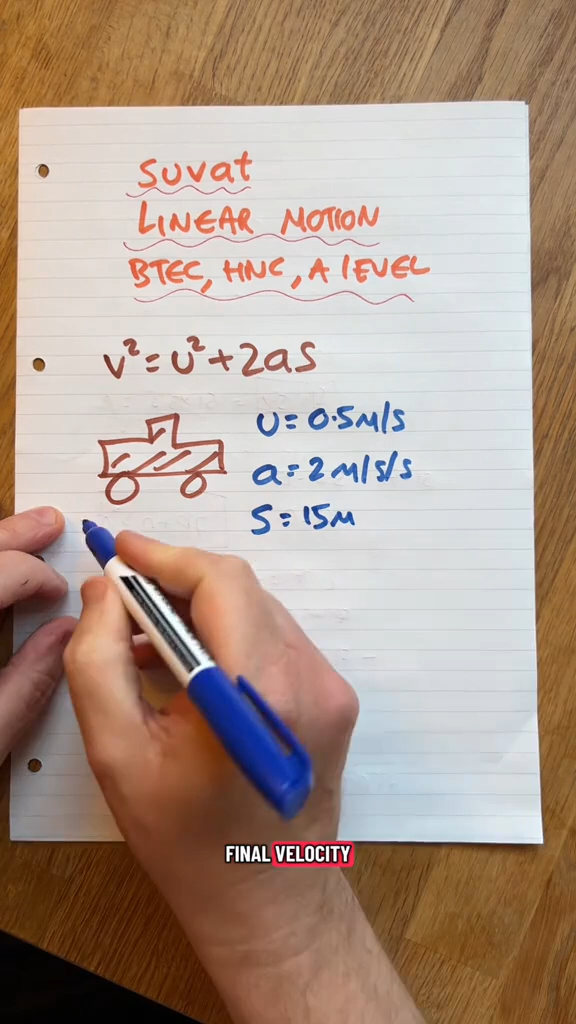 suvat
LINEAR MOTION
BTEC, HNC, A LEVEL
v² = u² + 2as
u = 0.5m/s
a = 2m/s/s
s = 15m
FINAL VELOCITY